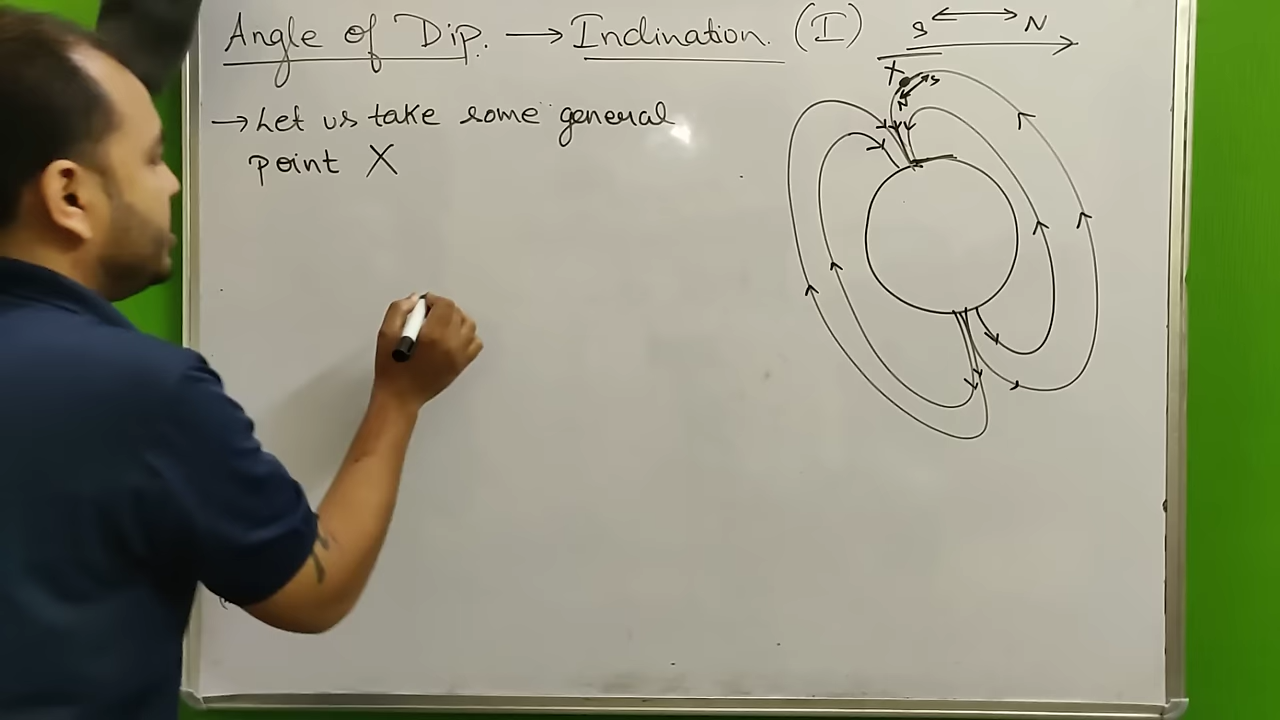 Angle of Dip. → Inclination. (I)
→ Let us take some general
point X
S N
X
S
N